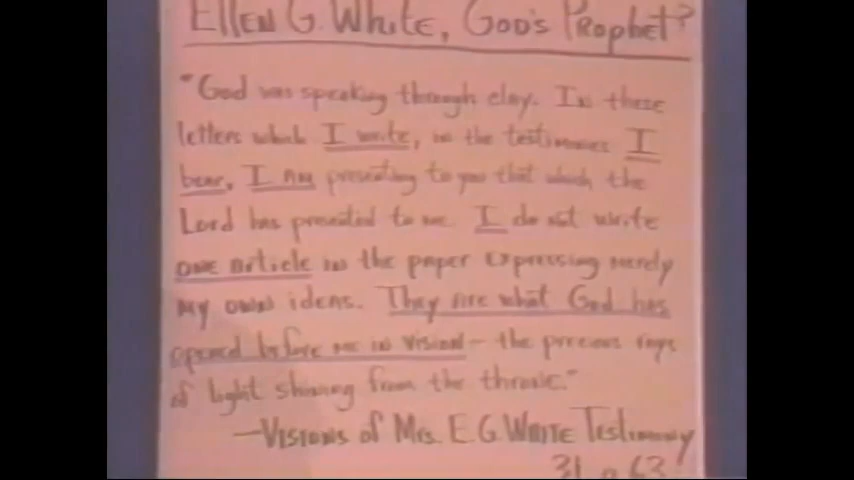 Ellen G. White, God's Prophet?
"God was speaking through clay. In these
letters which I write, in the testimonies I
bear, I am presenting to you that which the
Lord has presented to me. I do not write
one article in the paper expressing merely
my own ideas. They are what God has
opened before me in vision — the precious rays
of light shining from the throne."
—Visions of Mrs. E.G. White Testimony
31 p 63